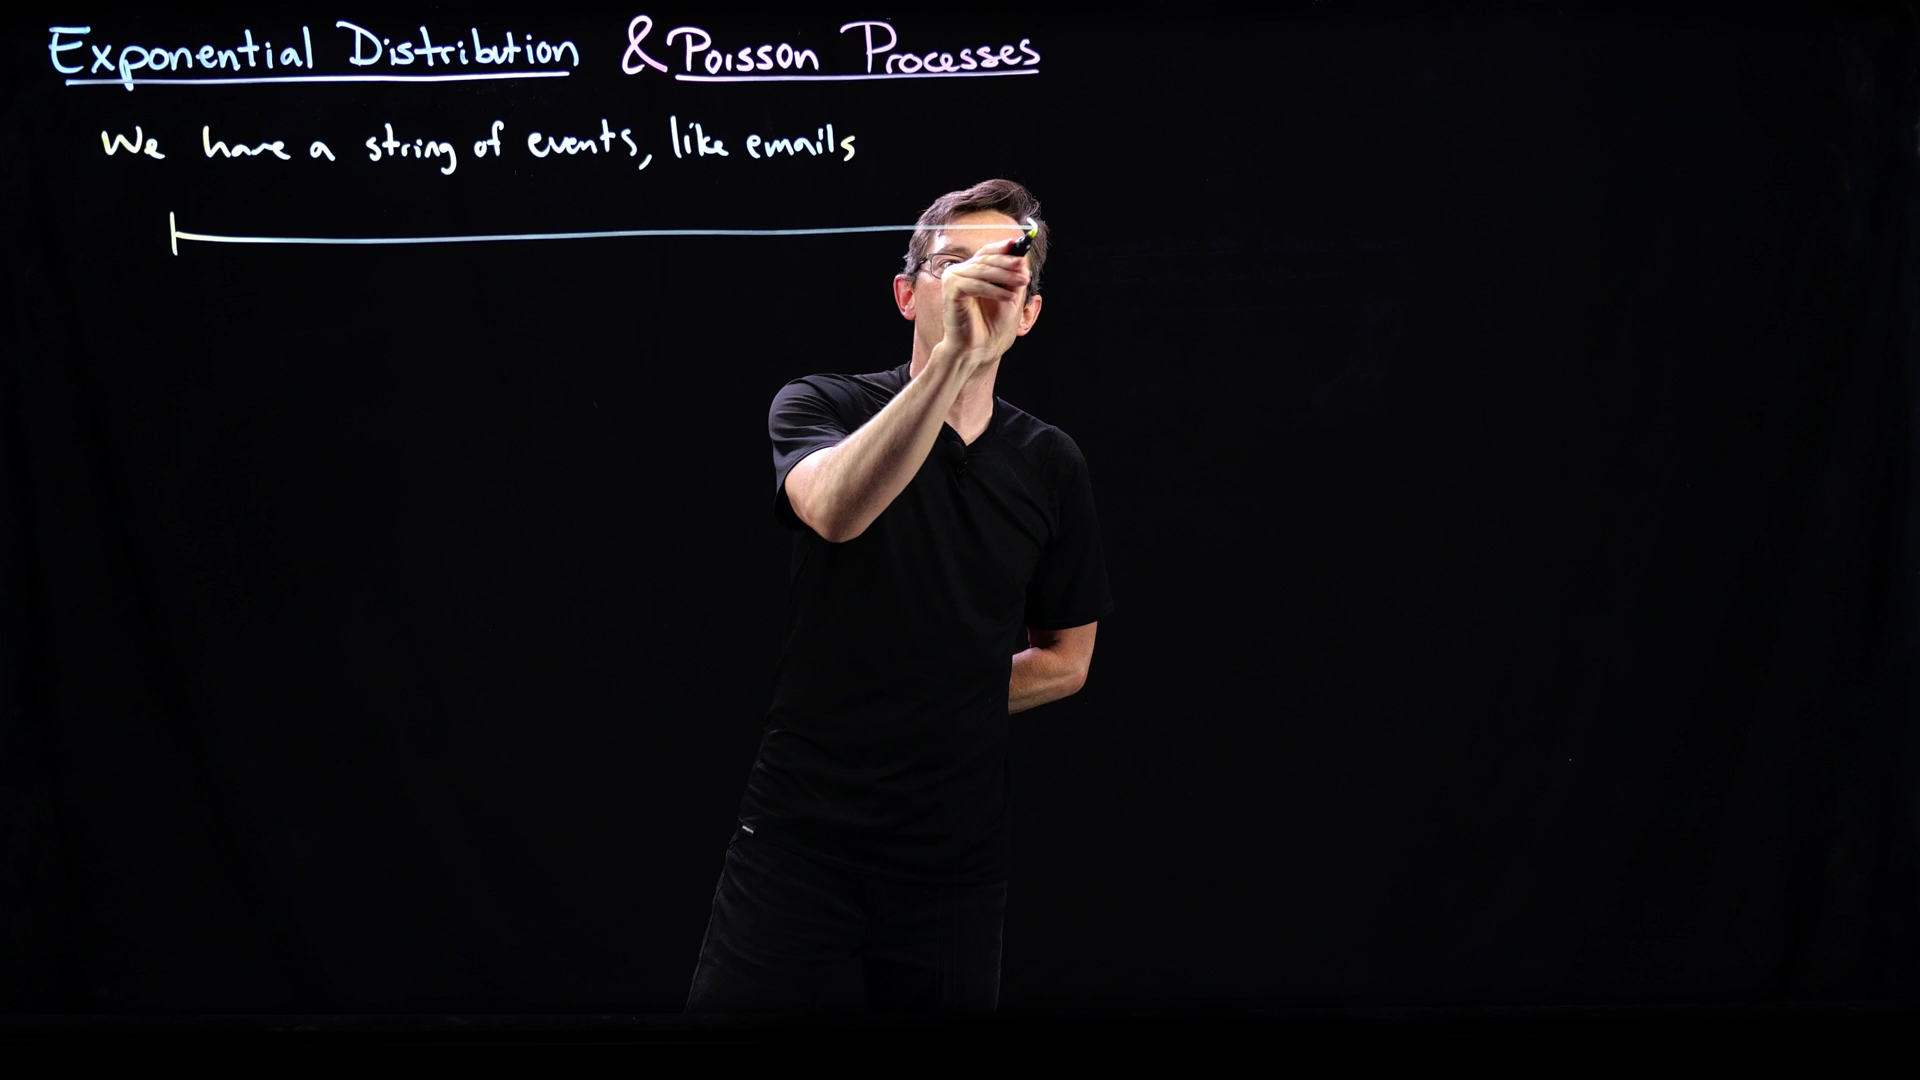 Exponential Distribution & Poisson Processes
We have a string of events, like emails